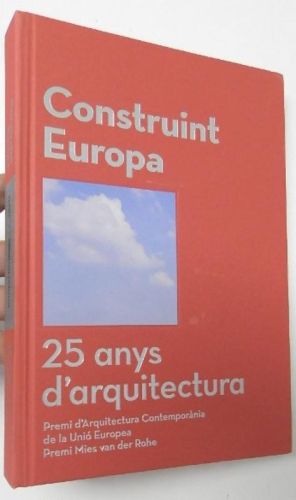 Construint
Europa
25 anys
d'arquitectura
Premi d'Arquitectura Contemporània
de la Unió Europea
Premi Mies van der Rohe